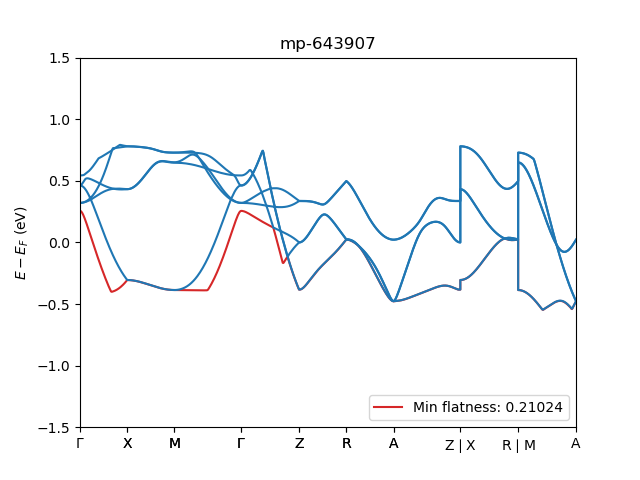 mp-643907
E − E_F (eV)
1.5
1.0
0.5
0.0
−0.5
−1.0
−1.5
Min flatness: 0.21024
Γ X M Γ Z R A Z | X R | M A